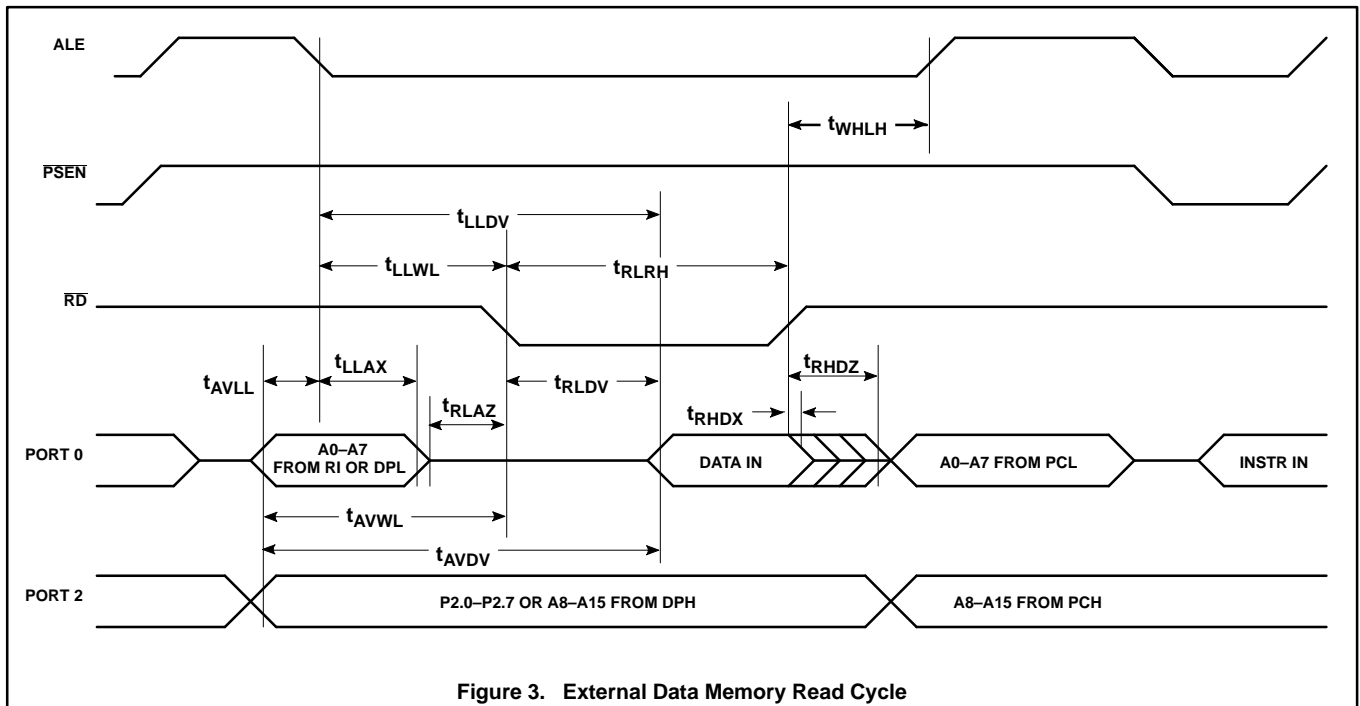 ALE
tWHLH
PSEN
tLLDV
tLLWL
tRLRH
RD
tLLAX
tRHDZ
tAVLL
tRLDV
tRLAZ
tRHDX
PORT 0
A0–A7
FROM RI OR DPL
DATA IN
A0–A7 FROM PCL
INSTR IN
tAVWL
tAVDV
PORT 2
P2.0–P2.7 OR A8–A15 FROM DPH
A8–A15 FROM PCH
Figure 3. External Data Memory Read Cycle